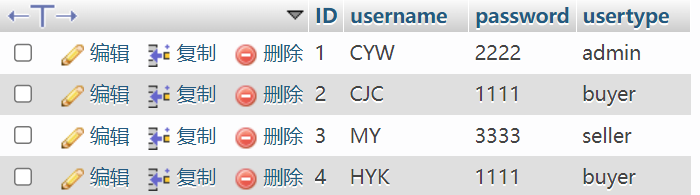 ID username password usertype
编辑 复制 删除 1 CYW 2222 admin
编辑 复制 删除 2 CJC 1111 buyer
编辑 复制 删除 3 MY 3333 seller
编辑 复制 删除 4 HYK 1111 buyer